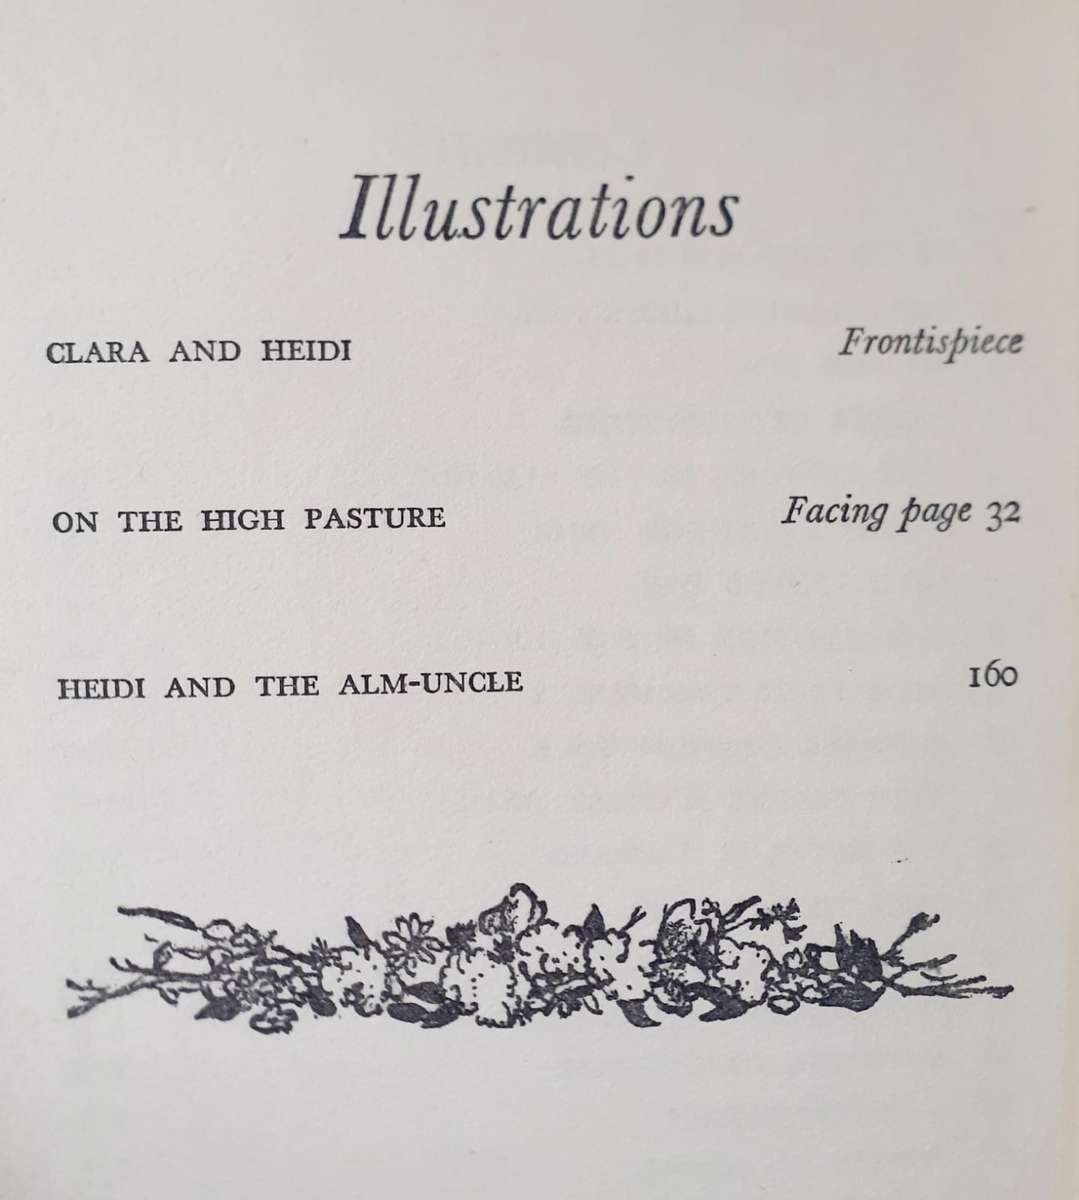 Illustrations
CLARA AND HEIDI Frontispiece
ON THE HIGH PASTURE Facing page 32
HEIDI AND THE ALM-UNCLE 160